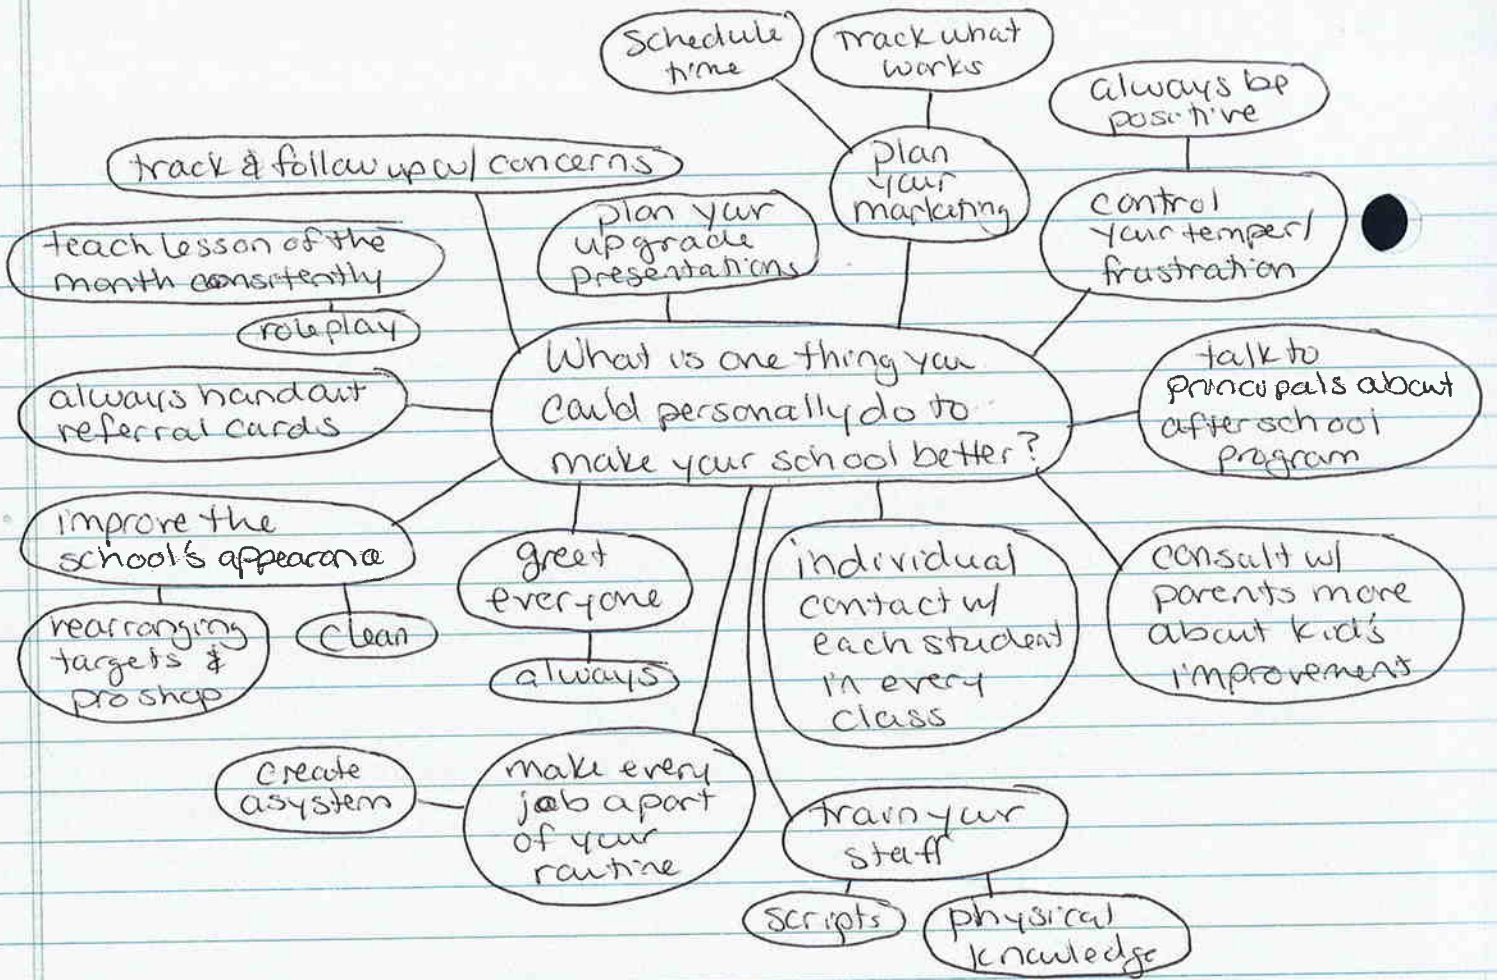 Schedule
time
Track what
works
always be
positive
plan
your
marketing
track & follow up w/ concerns
plan your
upgrade
presentations
control
your temper/
frustration
teach lesson of the
month consitently
roleplay
What is one thing you
could personally do to
make your school better?
talk to
principals about
after school
program
always handout
referral cards
improve the
school's appearance
rearranging
targets &
pro shop
clean
greet
everyone
always
individual
contact w/
each student
in every
class
consult w/
parents more
about kid's
improvement
create
a system
make every
job a part
of your
routine
train your
staff
scripts
physical
knowledge